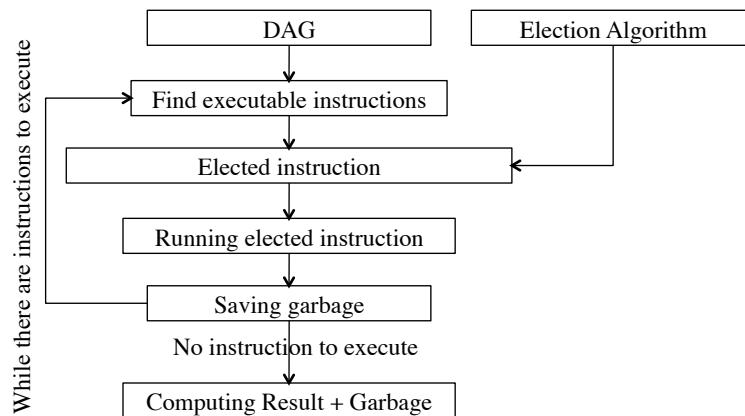 DAG
Election Algorithm
Find executable instructions
Elected instruction
Running elected instruction
Saving garbage
While there are instructions to execute
No instruction to execute
Computing Result + Garbage